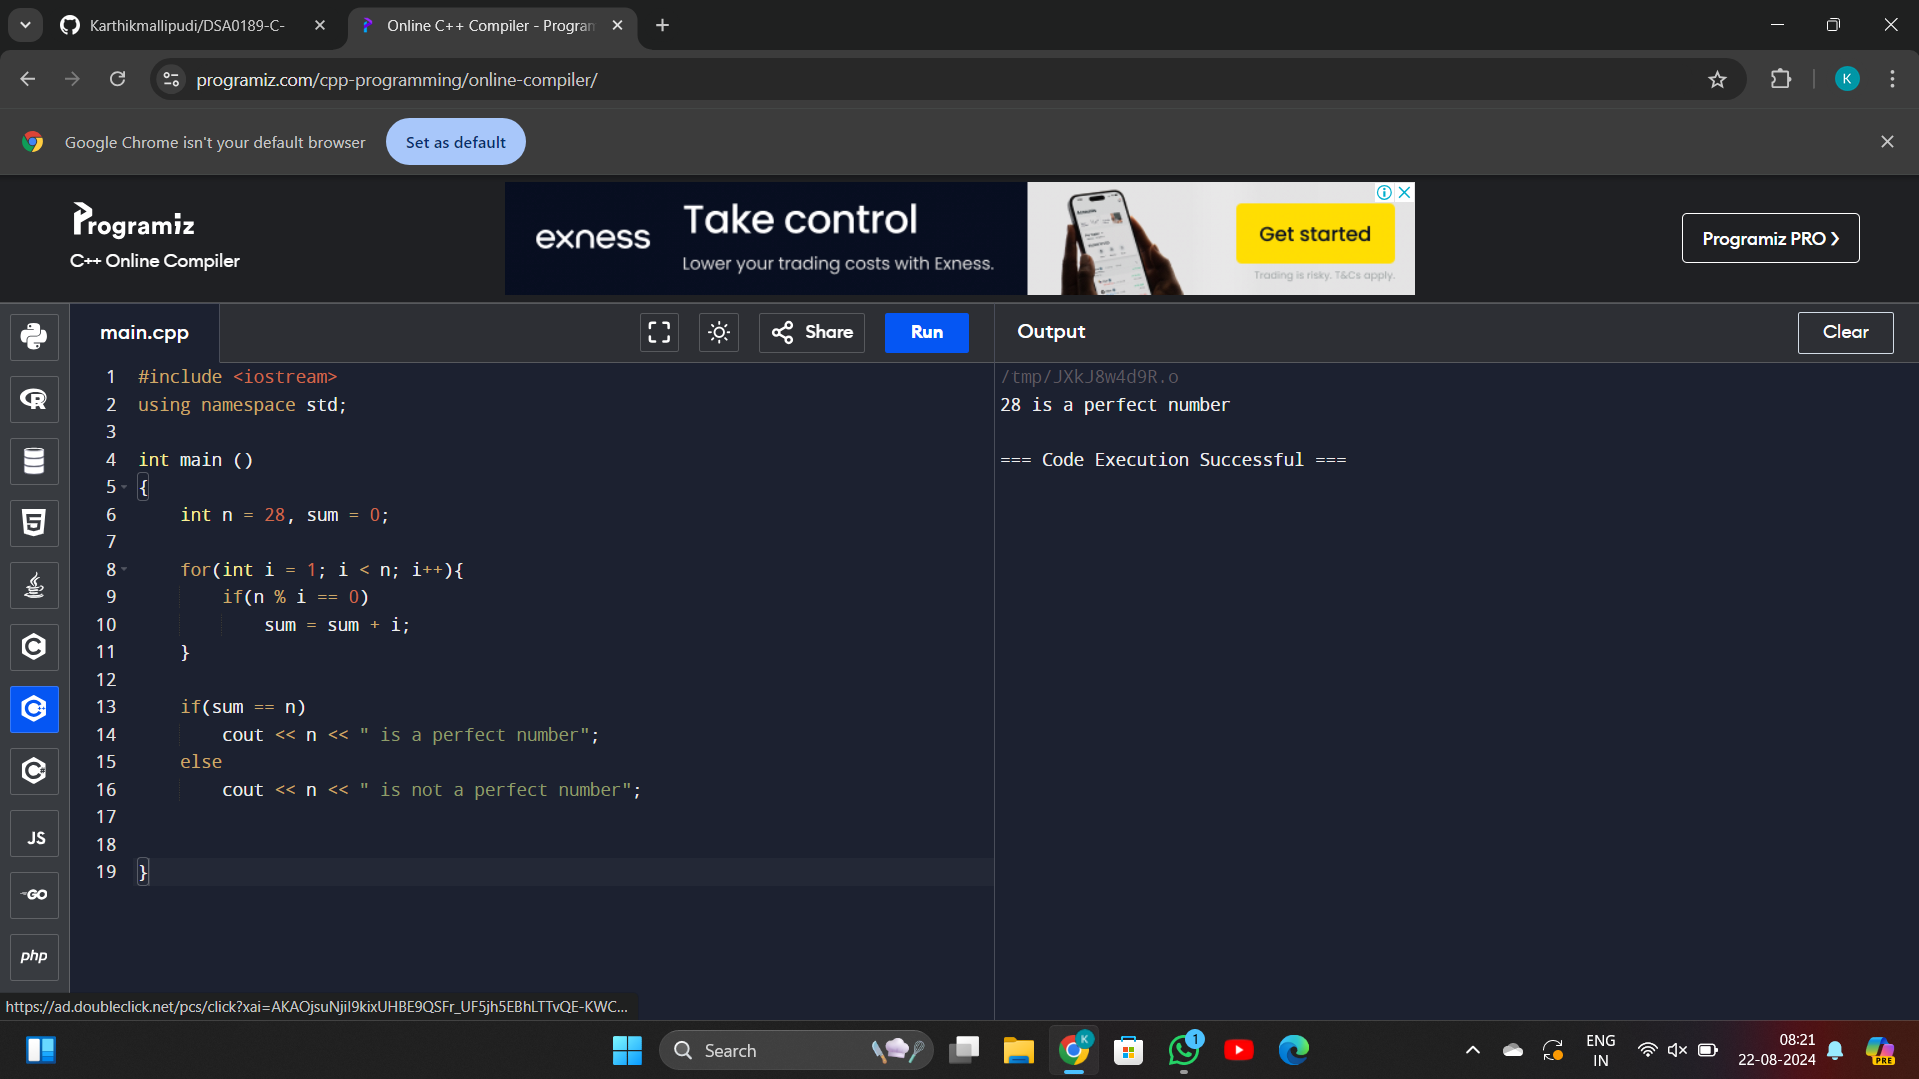 Karthikmallipudi/DSA0189-C-
Online C++ Compiler - Program
programiz.com/cpp-programming/online-compiler/
K
Google Chrome isn't your default browser
Set as default
Programiz
C++ Online Compiler
exness
Take control
Lower your trading costs with Exness.
Get started
Trading is risky. T&Cs apply.
Programiz PRO ❯
main.cpp
Share
Run
Output
Clear
1 #include <iostream>
2 using namespace std;
3
4 int main ()
5 {
6 int n = 28, sum = 0;
7
8 for(int i = 1; i < n; i++){
9 if(n % i == 0)
10 sum = sum + i;
11 }
12
13 if(sum == n)
14 cout << n << " is a perfect number";
15 else
16 cout << n << " is not a perfect number";
17
18
19 }
/tmp/JXkJ8w4d9R.o
28 is a perfect number
=== Code Execution Successful ===
R
5
C
C
C
JS
GO
php
https://ad.doubleclick.net/pcs/click?xai=AKAOjsuNjiI9kixUHBE9QSFr_UF5jh5EBhLTTvQE-KWC...
Search
K
1
ENG
IN
08:21
22-08-2024
PRE